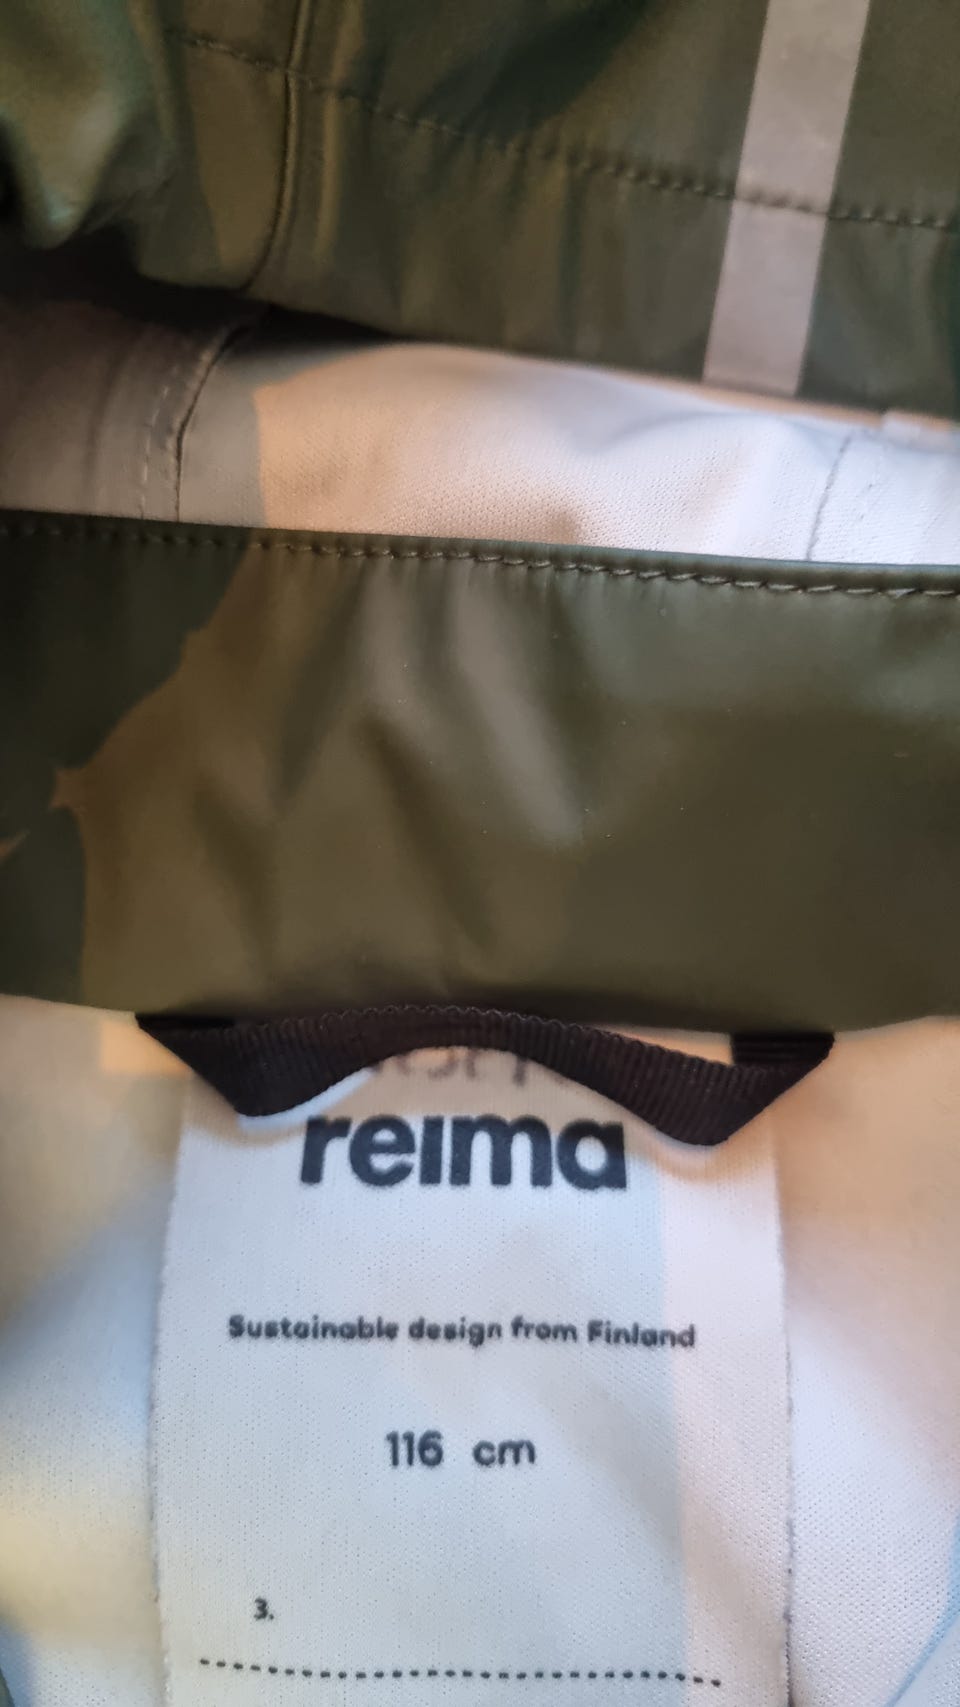 reima
Sustainable design from Finland
116 cm
3.